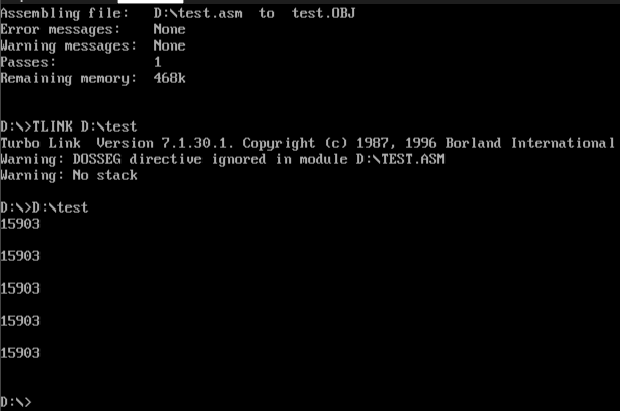 Assembling file:   D:\test.asm  to  test.OBJ
Error messages:    None
Warning messages:  None
Passes:            1
Remaining memory:  468k
D:\>TLINK D:\test
Turbo Link  Version 7.1.30.1. Copyright (c) 1987, 1996 Borland International
Warning: DOSSEG directive ignored in module D:\TEST.ASM
Warning: No stack
D:\>D:\test
15903
15903
15903
15903
15903
D:\>